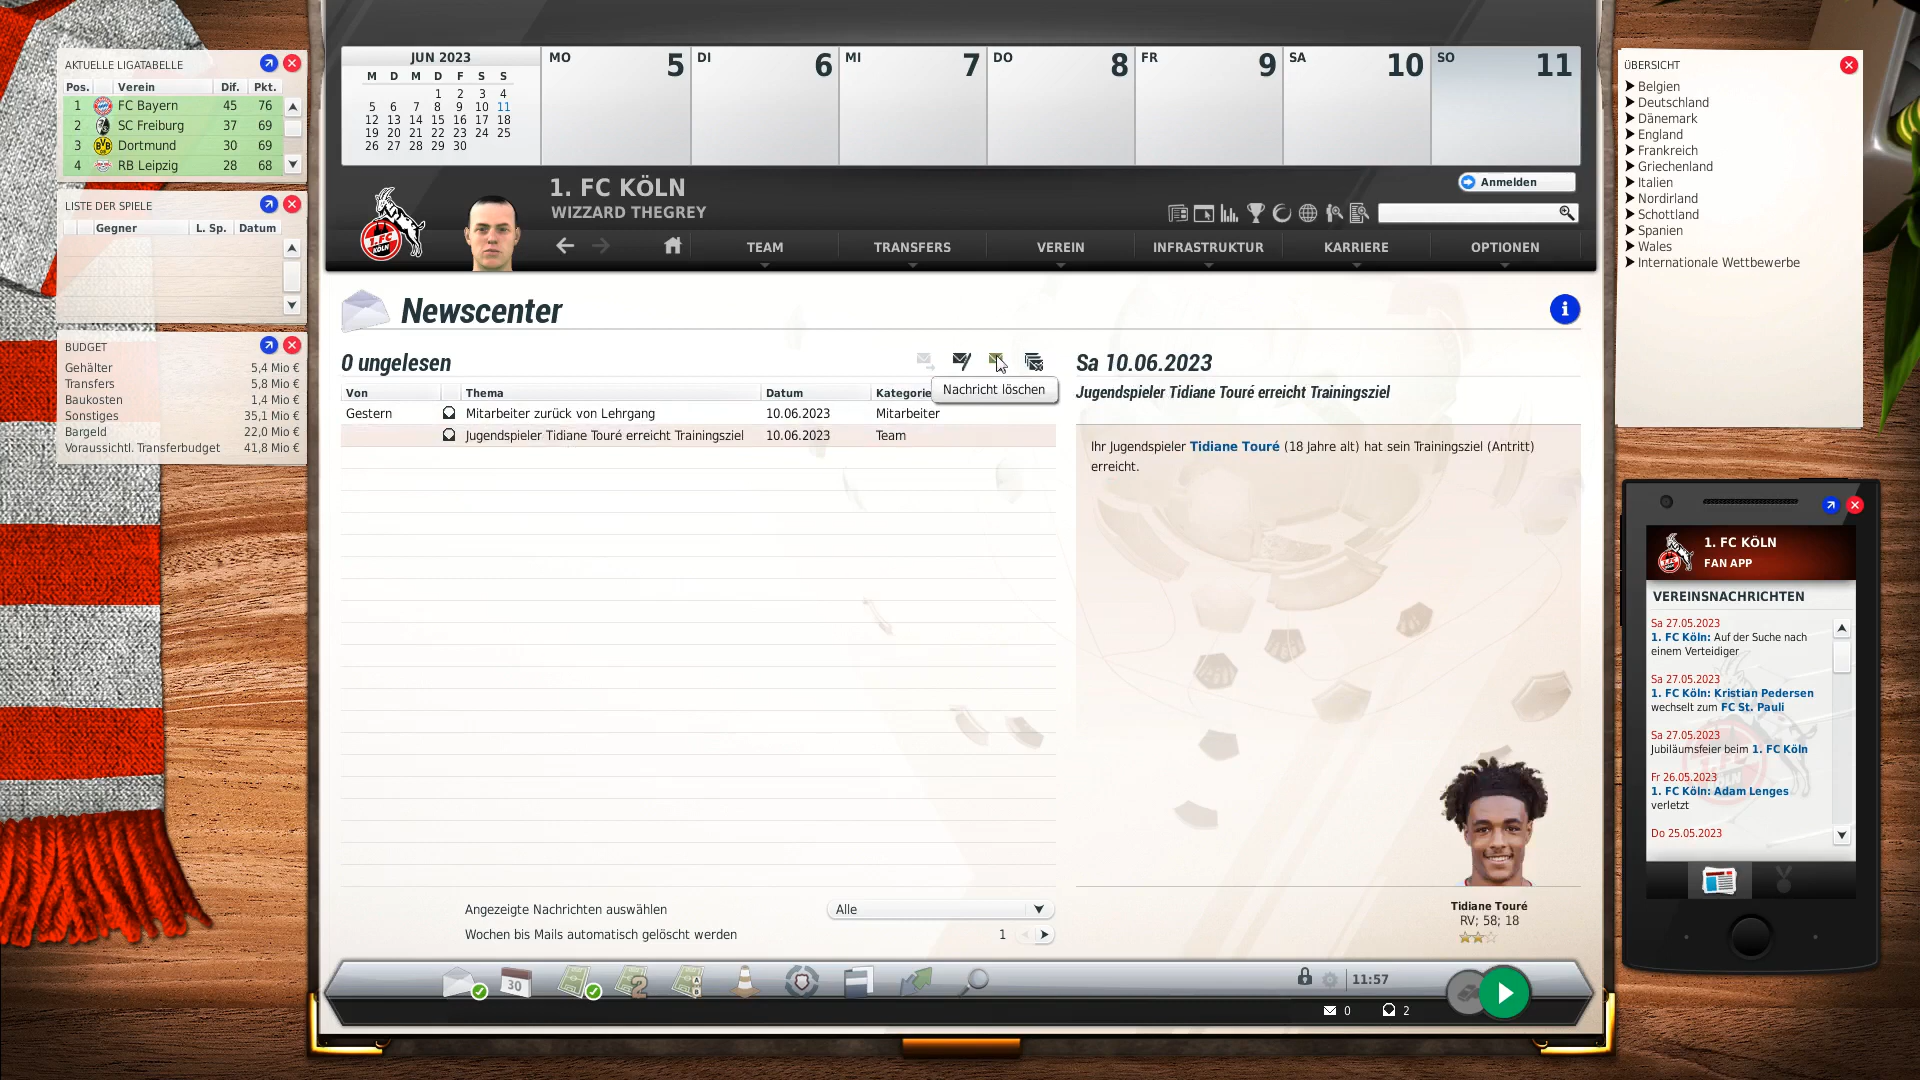 AKTUELLE LIGATABELLE
Pos. Verein Dif. Pkt.
1 FC Bayern 45 76
2 SC Freiburg 37 69
3 Dortmund 30 69
4 RB Leipzig 28 68
LISTE DER SPIELE
Gegner L. Sp. Datum
BUDGET
Gehälter 5,4 Mio €
Transfers 5,8 Mio €
Baukosten 1,4 Mio €
Sonstiges 35,1 Mio €
Bargeld 22,0 Mio €
Voraussichtl. Transferbudget 41,8 Mio €
JUN 2023
M D M D F S S
1 2 3 4
5 6 7 8 9 10 11
12 13 14 15 16 17 18
19 20 21 22 23 24 25
26 27 28 29 30
MO 5 DI 6 MI 7 DO 8 FR 9 SA 10 SO 11
1. FC KÖLN
WIZZARD THEGREY
Anmelden
TEAM TRANSFERS VEREIN INFRASTRUKTUR KARRIERE OPTIONEN
Newscenter
0 ungelesen
Nachricht löschen
Von Thema Datum Kategorie
Gestern Mitarbeiter zurück von Lehrgang 10.06.2023 Mitarbeiter
Jugendspieler Tidiane Touré erreicht Trainingsziel 10.06.2023 Team
Sa 10.06.2023
Jugendspieler Tidiane Touré erreicht Trainingsziel
Ihr Jugendspieler Tidiane Touré (18 Jahre alt) hat sein Trainingsziel (Antritt)
erreicht.
Tidiane Touré
RV; 58; 18
Angezeigte Nachrichten auswählen Alle
Wochen bis Mails automatisch gelöscht werden 1
30
2
11:57
0 2
ÜBERSICHT
Belgien
Deutschland
Dänemark
England
Frankreich
Griechenland
Italien
Nordirland
Schottland
Spanien
Wales
Internationale Wettbewerbe
1. FC KÖLN
FAN APP
VEREINSNACHRICHTEN
Sa 27.05.2023
1. FC Köln: Auf der Suche nach
einem Verteidiger
Sa 27.05.2023
1. FC Köln: Kristian Pedersen
wechselt zum FC St. Pauli
Sa 27.05.2023
Jubiläumsfeier beim 1. FC Köln
Fr 26.05.2023
1. FC Köln: Adam Lenges
verletzt
Do 25.05.2023